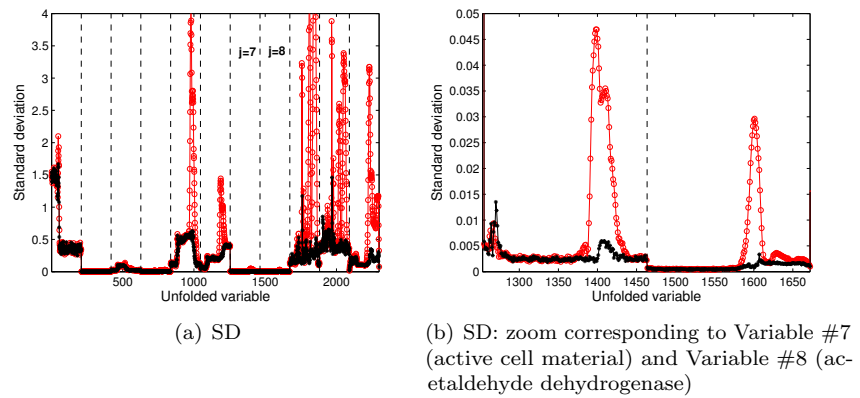 4
3.5
3
2.5
2
1.5
1
0.5
0
Standard deviation
j=7 j=8
500 1000 1500 2000
Unfolded variable
(a) SD
0.05
0.045
0.04
0.035
0.03
0.025
0.02
0.015
0.01
0.005
0
Standard deviation
1300 1350 1400 1450 1500 1550 1600 1650
Unfolded variable
(b) SD: zoom corresponding to Variable #7
(active cell material) and Variable #8 (ac-
etaldehyde dehydrogenase)